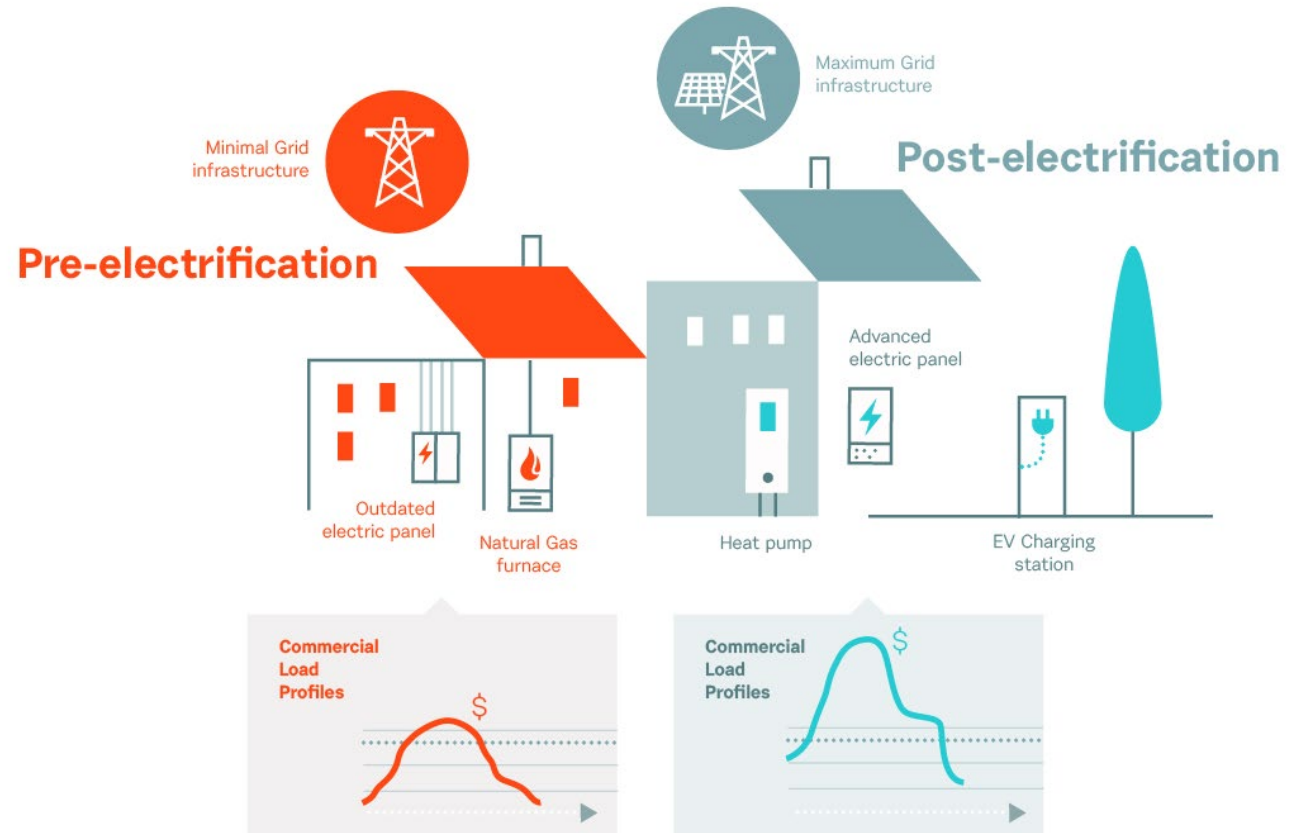 Maximum Grid
infrastructure
Minimal Grid
infrastructure
Post-electrification
Pre-electrification
Advanced
electric panel
Outdated
electric panel
Natural Gas
furnace
Heat pump
EV Charging
station
Commercial
Load
Profiles
$
Commercial
Load
Profiles
$